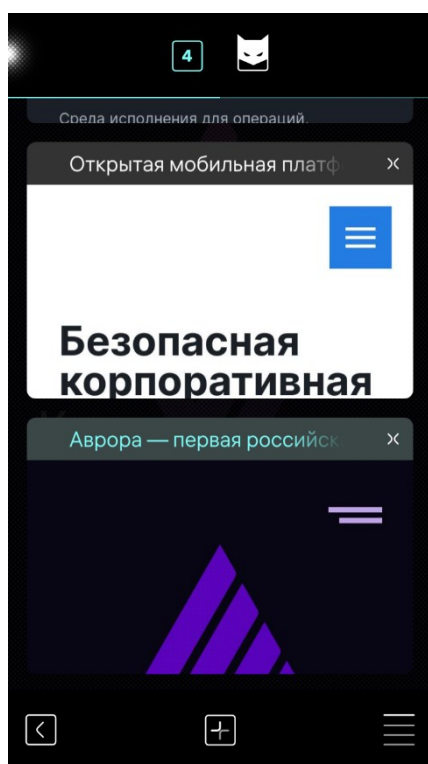 4
Среда исполнения для операций,
Открытая мобильная платф
Безопасная
корпоративная
Аврора — первая российск